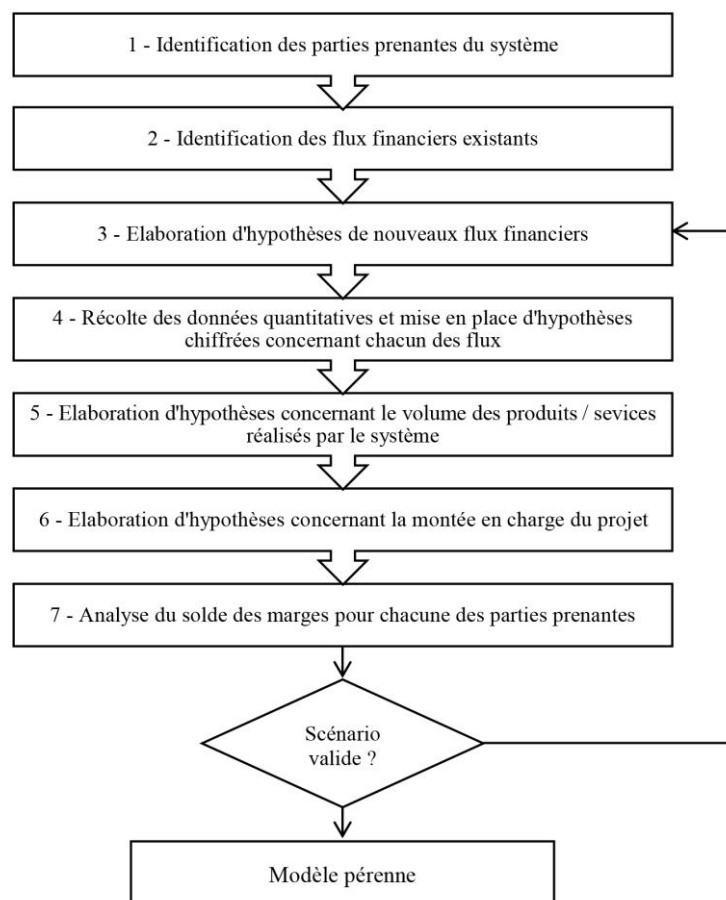 1 - Identification des parties prenantes du système
2 - Identification des flux financiers existants
3 - Elaboration d'hypothèses de nouveaux flux financiers
4 - Récolte des données quantitatives et mise en place d'hypothèses
chiffrées concernant chacun des flux
5 - Elaboration d'hypothèses concernant le volume des produits / sevices
réalisés par le système
6 - Elaboration d'hypothèses concernant la montée en charge du projet
7 - Analyse du solde des marges pour chacune des parties prenantes
Scénario
valide ?
Modèle pérenne